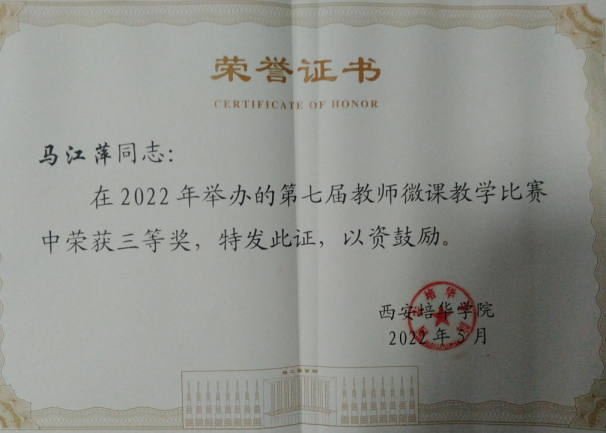 荣誉证书
CERTIFICATE OF HONOR
马江萍同志：
在2022年举办的第七届教师微课教学比赛
中荣获三等奖，特发此证，以资鼓励。
西安培华学院
2022年5月